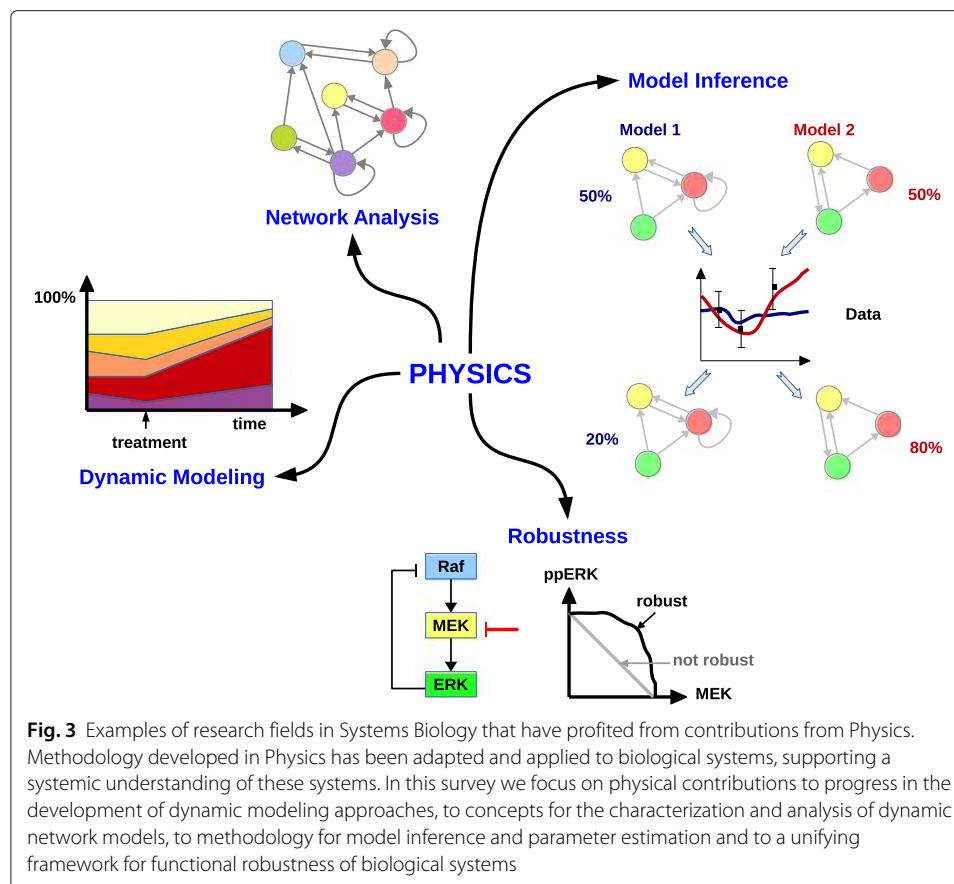 Model Inference
Model 1
Model 2
50%
50%
Network Analysis
100%
Data
PHYSICS
time
treatment
20%
80%
Dynamic Modeling
Robustness
Raf
ppERK
robust
MEK
not robust
ERK
MEK
Fig. 3 Examples of research fields in Systems Biology that have profited from contributions from Physics.
Methodology developed in Physics has been adapted and applied to biological systems, supporting a
systemic understanding of these systems. In this survey we focus on physical contributions to progress in the
development of dynamic modeling approaches, to concepts for the characterization and analysis of dynamic
network models, to methodology for model inference and parameter estimation and to a unifying
framework for functional robustness of biological systems